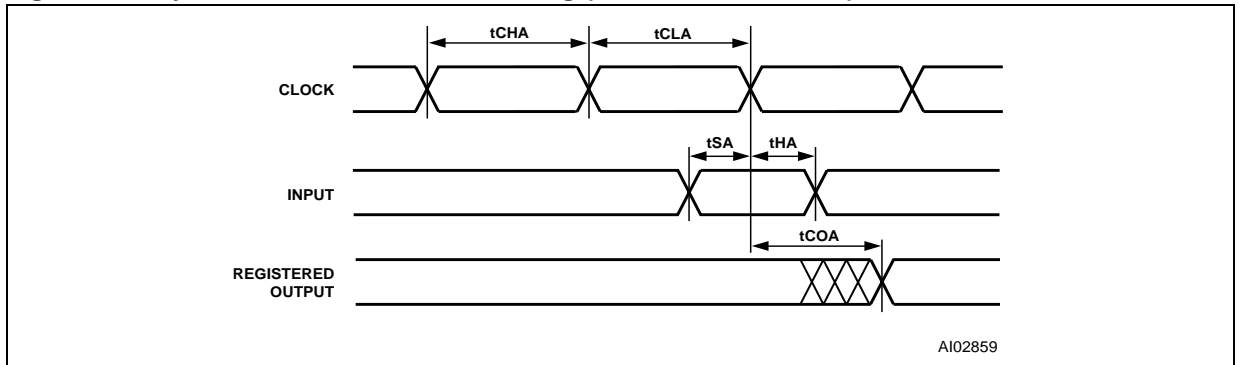 tCHA
tCLA
CLOCK
tSA
tHA
INPUT
tCOA
REGISTERED
OUTPUT
AI02859